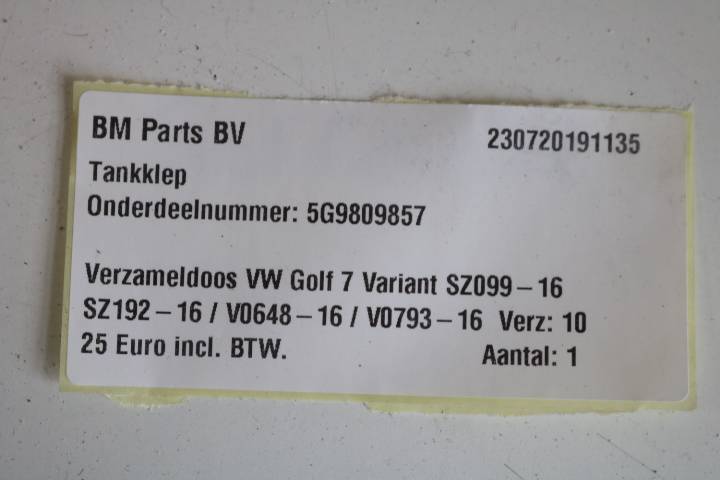 BM Parts BV 230720191135
Tankklep
Onderdeelnummer: 5G9809857
Verzameldoos VW Golf 7 Variant SZ099-16
SZ192-16 / V0648-16 / V0793-16 Verz: 10
25 Euro incl. BTW. Aantal: 1